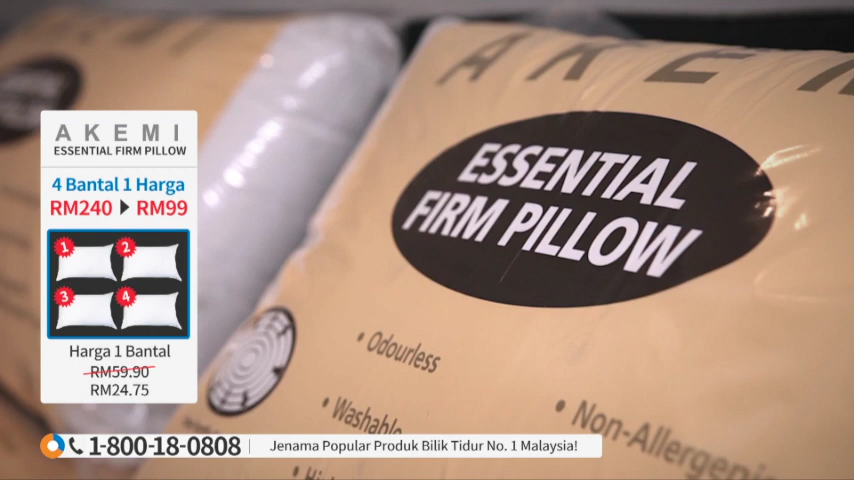 AKEMI
ESSENTIAL FIRM PILLOW
4 Bantal 1 Harga
RM240 ▶ RM99
1
2
3
4
Harga 1 Bantal
RM59.90
RM24.75
1-800-18-0808
Jenama Popular Produk Bilik Tidur No. 1 Malaysia!
ESSENTIAL
FIRM PILLOW
• Odourless
• Washable
• Non-Allergenic